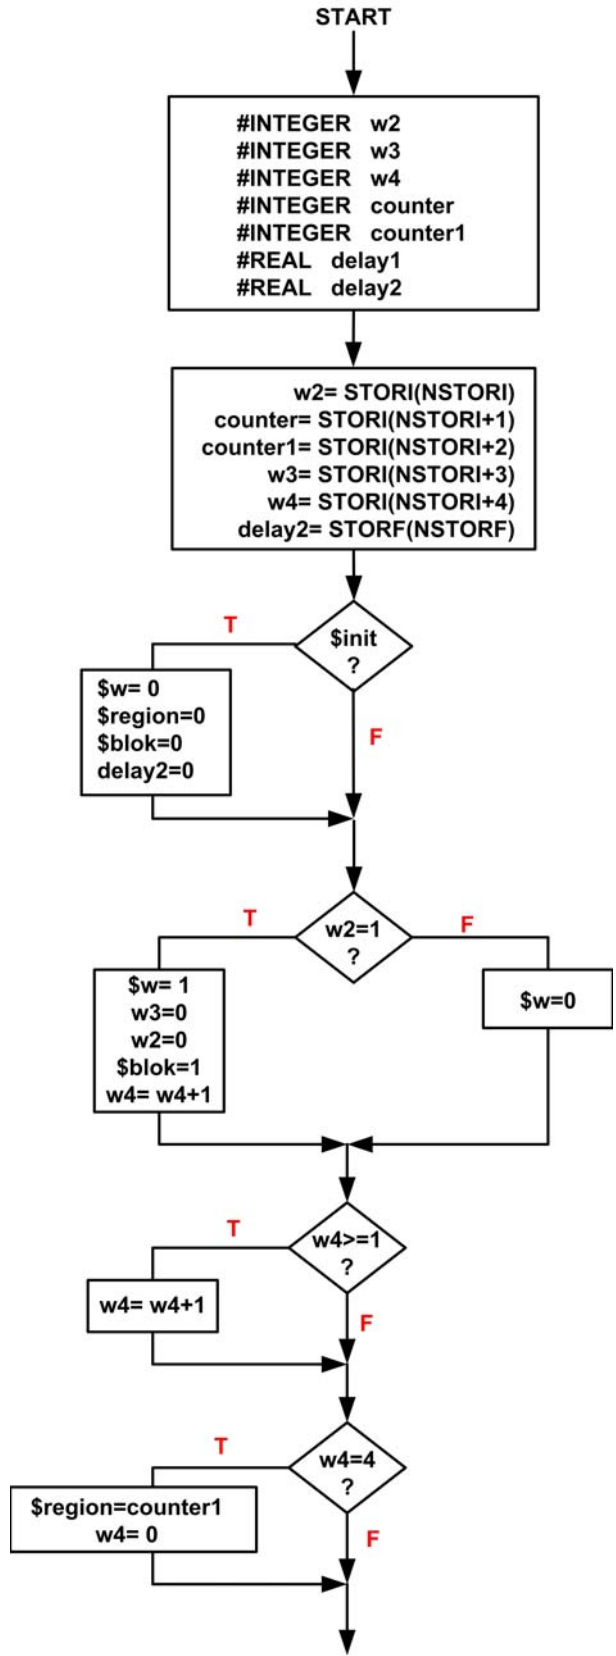 START
#INTEGER w2
#INTEGER w3
#INTEGER w4
#INTEGER counter
#INTEGER counter1
#REAL delay1
#REAL delay2
w2= STORI(NSTORI)
counter= STORI(NSTORI+1)
counter1= STORI(NSTORI+2)
w3= STORI(NSTORI+3)
w4= STORI(NSTORI+4)
delay2= STORF(NSTORF)
T
$init
?
$w= 0
$region=0
$blok=0
delay2=0
F
T
w2=1
?
F
$w= 1
w3=0
w2=0
$blok=1
w4= w4+1
$w=0
T
w4>=1
?
w4= w4+1
F
T
w4=4
?
$region=counter1
w4= 0
F